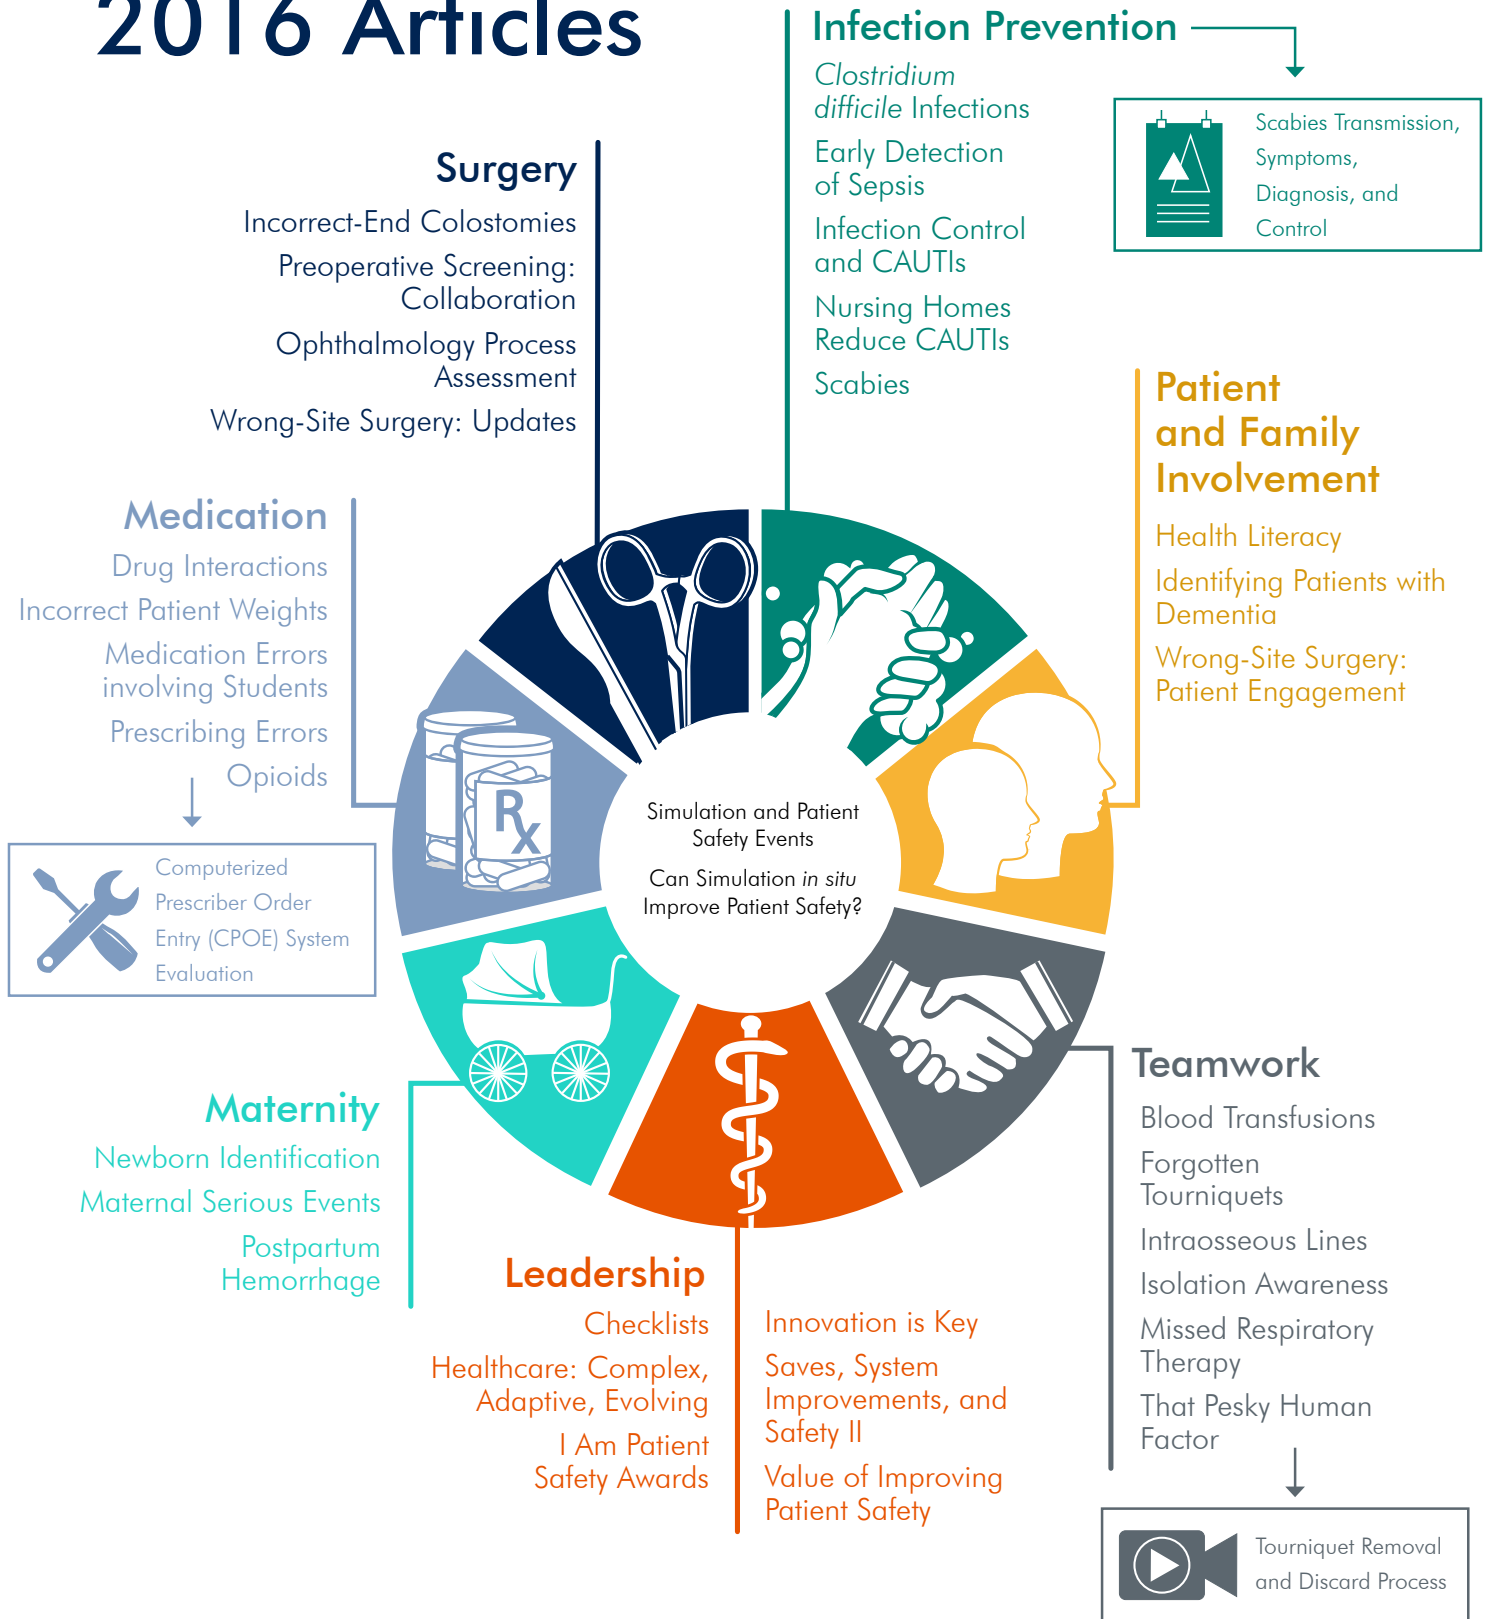 2016 Articles
Infection Prevention
Clostridium
difficile Infections
Early Detection
of Sepsis
Infection Control
and CAUTIs
Nursing Homes
Reduce CAUTIs
Scabies
Scabies Transmission,
Symptoms,
Diagnosis, and
Control
Surgery
Incorrect-End Colostomies
Preoperative Screening:
Collaboration
Ophthalmology Process
Assessment
Wrong-Site Surgery: Updates
Patient
and Family
Involvement
Health Literacy
Identifying Patients with
Dementia
Wrong-Site Surgery:
Patient Engagement
Medication
Drug Interactions
Incorrect Patient Weights
Medication Errors
involving Students
Prescribing Errors
Opioids
Computerized
Prescriber Order
Entry (CPOE) System
Evaluation
Rx
Simulation and Patient
Safety Events
Can Simulation in situ
Improve Patient Safety?
Maternity
Newborn Identification
Maternal Serious Events
Postpartum
Hemorrhage
Leadership
Checklists
Healthcare: Complex,
Adaptive, Evolving
I Am Patient
Safety Awards
Innovation is Key
Saves, System
Improvements, and
Safety II
Value of Improving
Patient Safety
Teamwork
Blood Transfusions
Forgotten
Tourniquets
Intraosseous Lines
Isolation Awareness
Missed Respiratory
Therapy
That Pesky Human
Factor
Tourniquet Removal
and Discard Process